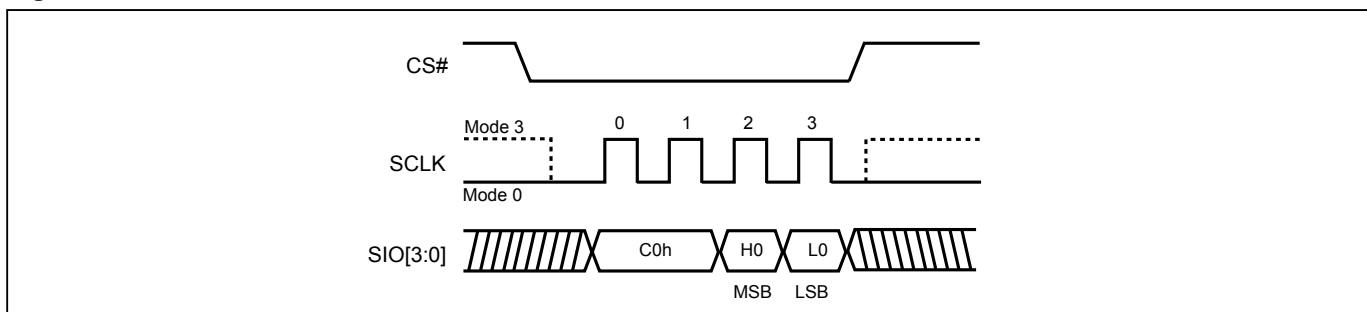 CS#
Mode 3 0 1 2 3
SCLK
Mode 0
SIO[3:0] C0h H0 L0
MSB LSB